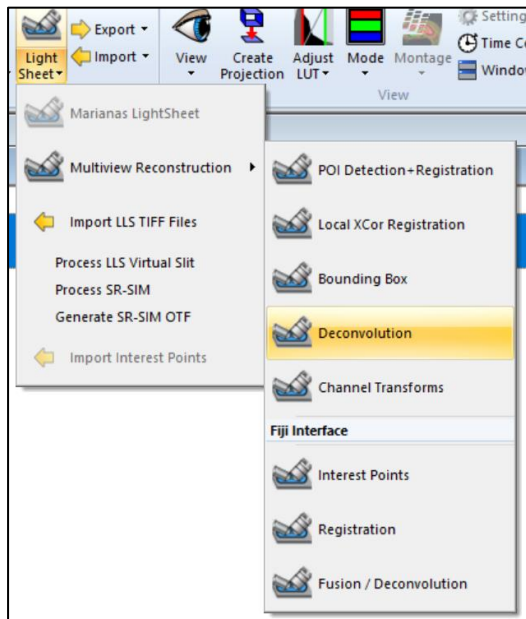 Export
Import
Light
Sheet
View
Create
Projection
Adjust
LUT
Mode
Montage
Setting
Time
Window
View
Marianas LightSheet
Multiview Reconstruction
Import LLS TIFF Files
Process LLS Virtual Slit
Process SR-SIM
Generate SR-SIM OTF
Import Interest Points
POI Detection+Registration
Local XCor Registration
Bounding Box
Deconvolution
Channel Transforms
Fiji Interface
Interest Points
Registration
Fusion / Deconvolution